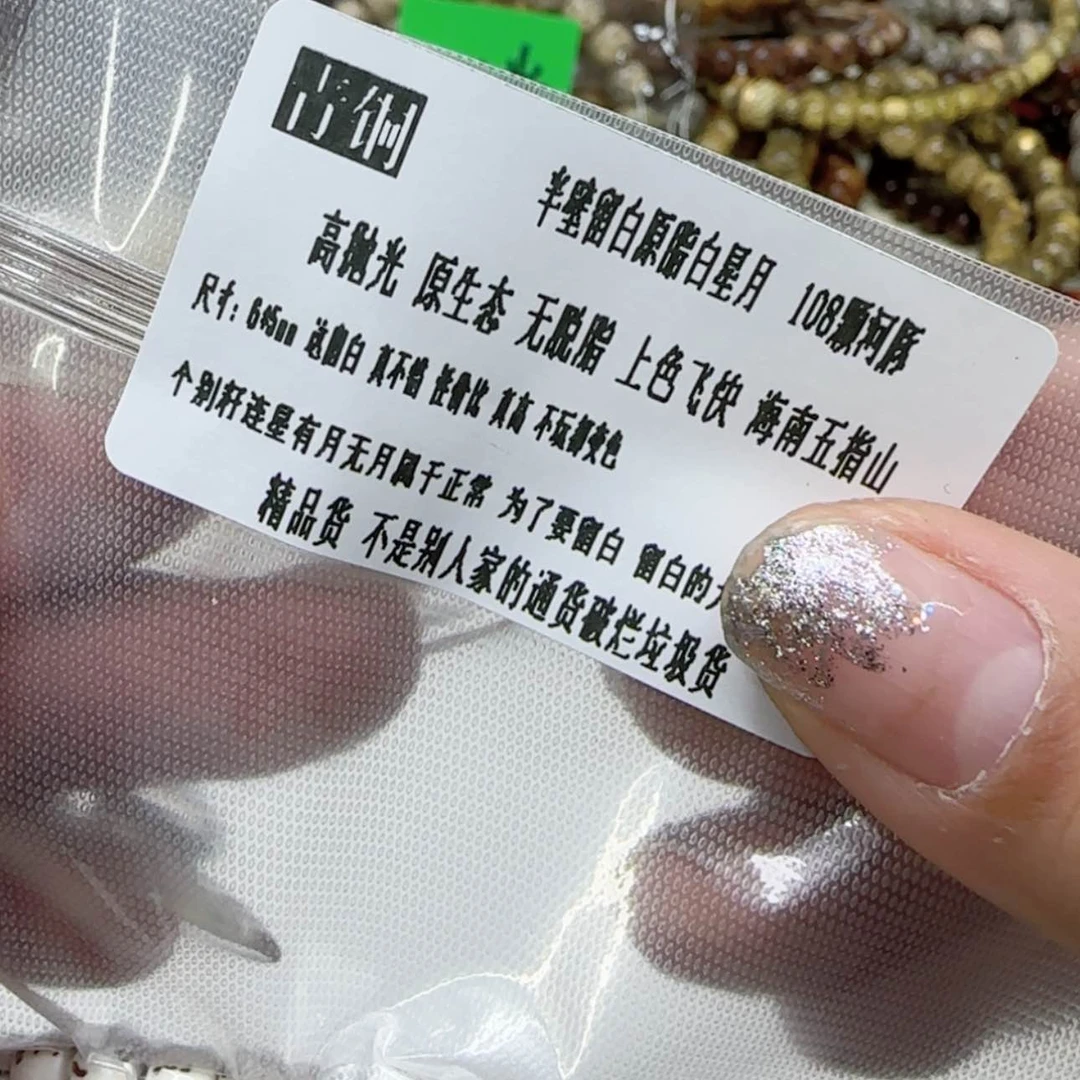 古铜
半壁留白原脂白星月 108颗河豚
高抛光 原生态 无脱脂 上色飞快 海南五指山
尺寸：6*45mm 这留白 真不错 性价比 真高 不玩都变色
个别籽连星有月无月属于正常 为了要留白 留白的
精品货 不是别人家的通货破烂垃圾货